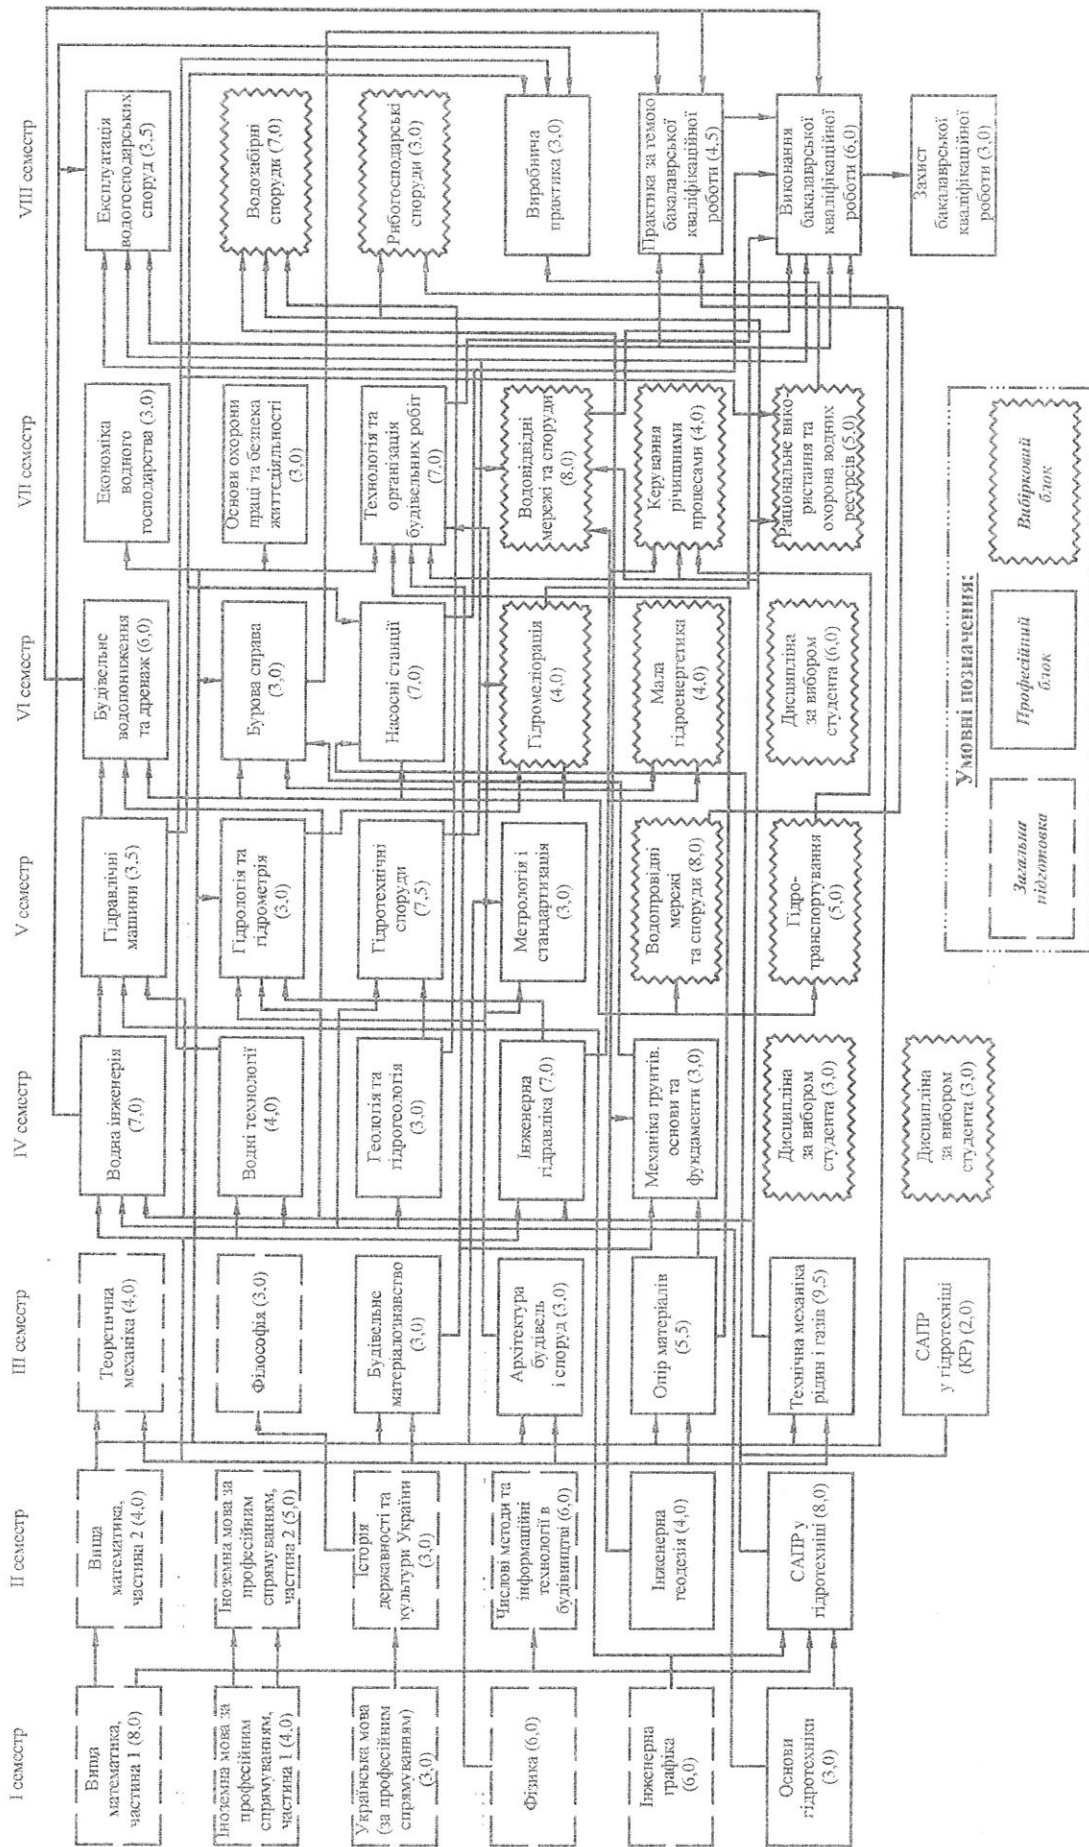 I семестр
Вища
математика,
частина 1 (8,0)
Іноземна мова за
професійним
спрямуванням,
частина 1 (4,0)
Українська мова
(за професійним
спрямуванням)
(3,0)
Фізика (6,0)
Інженерна
графіка
(6,0)
Основи
гідротехніки
(3,0)
II семестр
Вища
математика,
частина 2 (4,0)
Іноземна мова за
професійним
спрямуванням,
частина 2 (5,0)
Історія
державності та
культури України
(3,0)
Числові методи та
інформаційні
технології в
будівництві (6,0)
Інженерна
геодезія (4,0)
САПР у
гідротехніці (8,0)
III семестр
Теоретична
механіка (4,0)
Філософія (3,0)
Будівельне
матеріалознавство
(3,0)
Архітектура
будівель
і споруд (3,0)
Опір матеріалів
(5,5)
Технічна механіка
рідин і газів (9,5)
САПР
у гідротехніці
(КР) (2,0)
IV семестр
Водна інженерія
(7,0)
Водні технології
(4,0)
Геологія та
гідрогеологія
(3,0)
Інженерна
гідравліка (7,0)
Механіка ґрунтів.
основи та
фундаменти (3,0)
Дисципліна
за вибором
студента (3,0)
Дисципліна
за вибором
студента (3,0)
V семестр
Гідравлічні
машини (3,5)
Гідрологія та
гідрометрія
(3,0)
Гідротехнічні
споруди
(7,5)
Метрологія і
стандартизація
(3,0)
Водопровідні
мережі
та споруди (8,0)
Гідро-
транспортування
(5,0)
VI семестр
Будівельне
водопониження
та дренаж (6,0)
Бурова справа
(3,0)
Насосні станції
(7,0)
Гідромеліорація
(4,0)
Мала
гідроенергетика
(4,0)
Дисципліна
за вибором
студента (6,0)
VII семестр
Економіка
водного
господарства (3,0)
Основи охорони
праці та безпека
життєдіяльності
(3,0)
Технологія та
організація
будівельних робіт
(7,0)
Водовідвідні
мережі та споруди
(8,0)
Керування
річищними
процесами (4,0)
Раціональне вико-
ристання та
охорона водних
ресурсів (5,0)
VIII семестр
Експлуатація
водогосподарських
споруд (3,5)
Водозабірні
споруди (7,0)
Рибогосподарські
споруди (3,0)
Виробнича
практика (3,0)
Практика за темою
бакалаврської
кваліфікаційної
роботи (4,5)
Виконання
бакалаврської
кваліфікаційної
роботи (6,0)
Захист
бакалаврської
кваліфікаційної
роботи (3,0)
Умовні позначення:
Загальна
підготовка
Професійний
блок
Вибірковий
блок